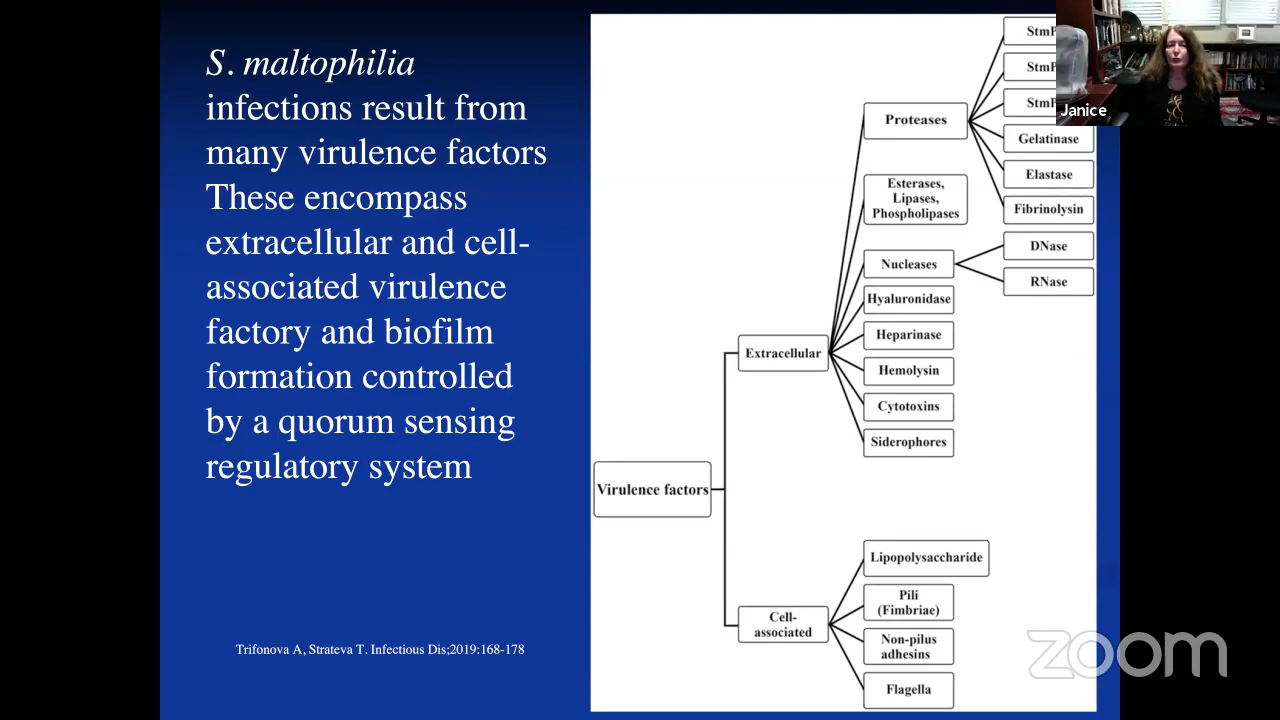 S. maltophilia
infections result from
many virulence factors
These encompass
extracellular and cell-
associated virulence
factory and biofilm
formation controlled
by a quorum sensing
regulatory system
Trifonova A, Strateva T. Infectious Dis;2019:168-178
Virulence factors
Extracellular
Proteases
Gelatinase
Elastase
Fibrinolysin
Esterases,
Lipases,
Phospholipases
Nucleases
DNase
RNase
Hyaluronidase
Heparinase
Hemolysin
Cytotoxins
Siderophores
Cell-
associated
Lipopolysaccharide
Pili
(Fimbriae)
Non-pilus
adhesins
Flagella
Janice
zoom